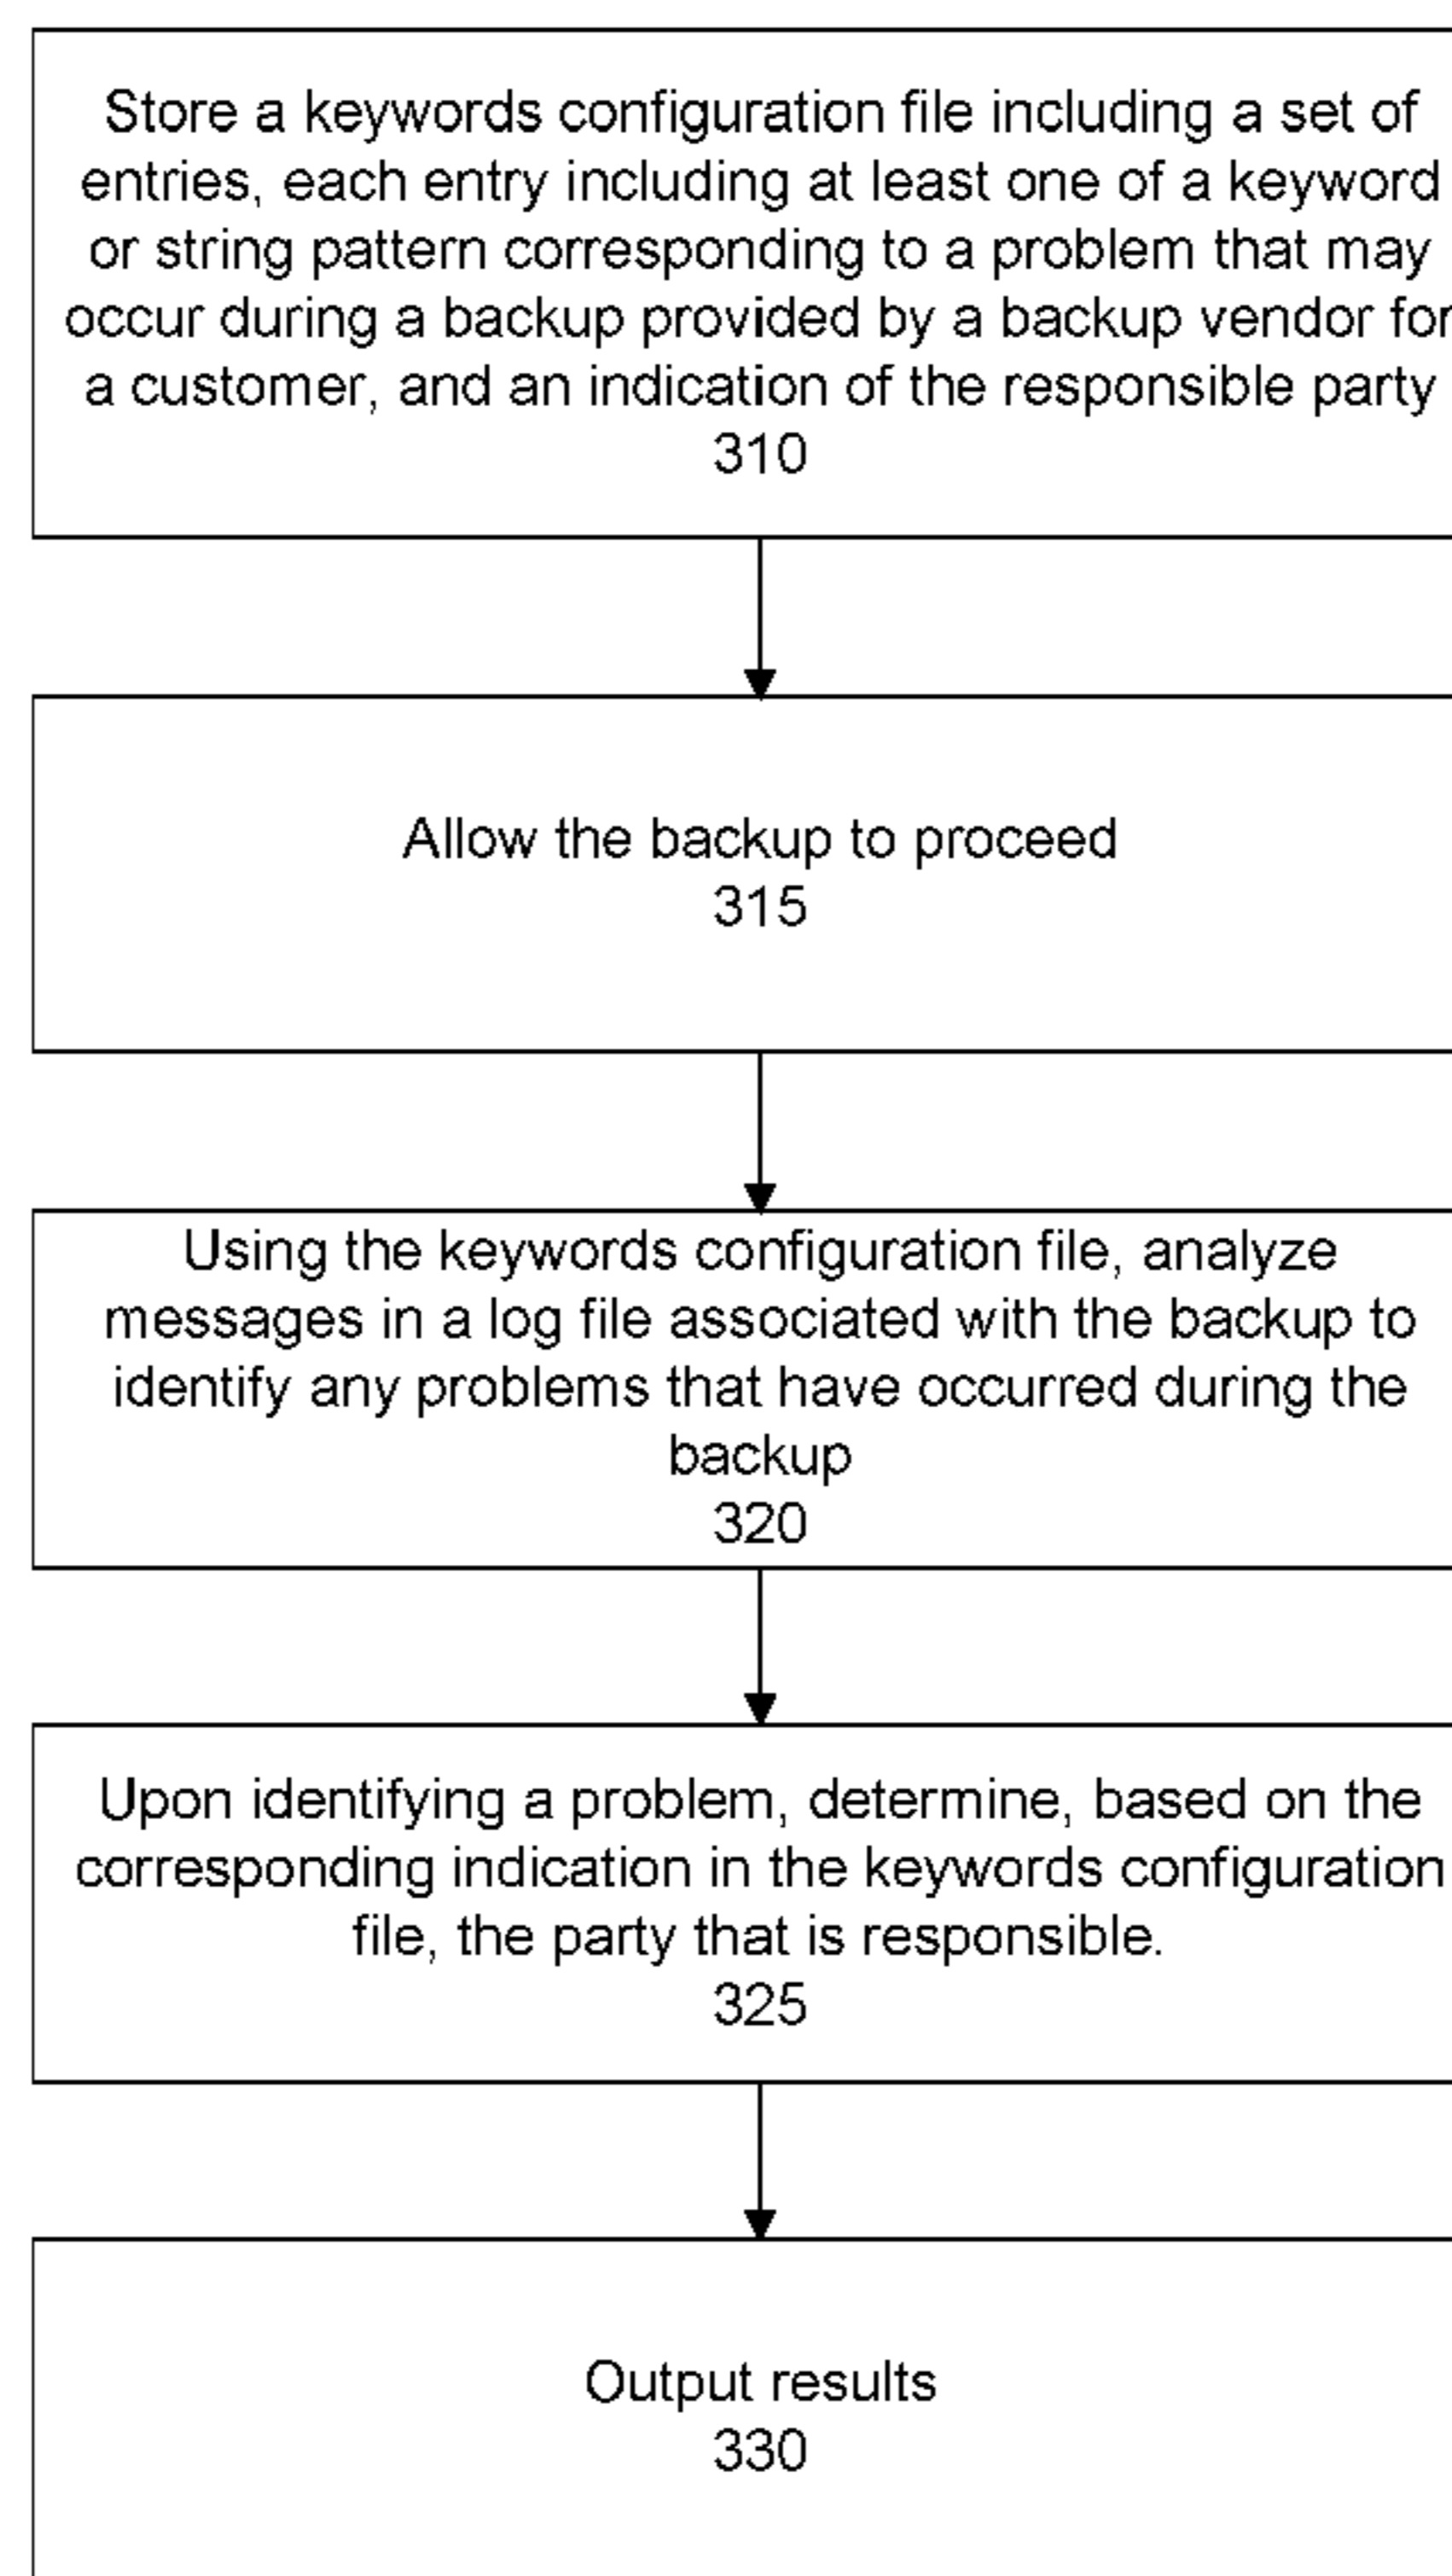 Store a keywords configuration file including a set of
entries, each entry including at least one of a keyword
or string pattern corresponding to a problem that may
occur during a backup provided by a backup vendor for
a customer, and an indication of the responsible party
310
Allow the backup to proceed
315
Using the keywords configuration file, analyze
messages in a log file associated with the backup to
identify any problems that have occurred during the
backup
320
Upon identifying a problem, determine, based on the
corresponding indication in the keywords configuration
file, the party that is responsible.
325
Output results
330